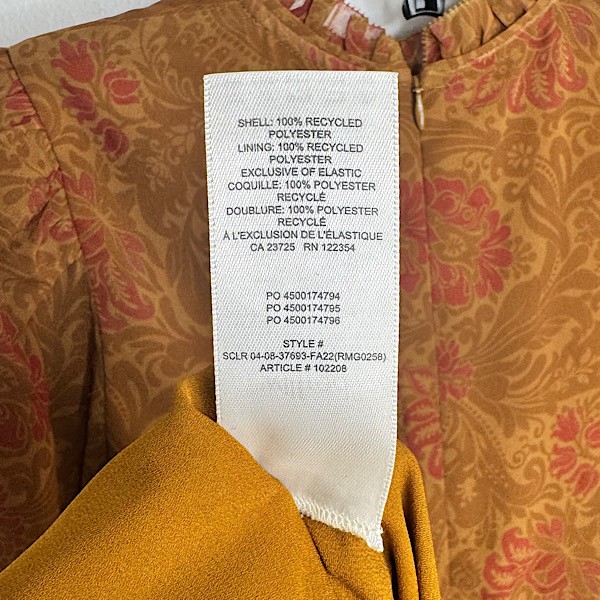 SHELL: 100% RECYCLED
POLYESTER
LINING: 100% RECYCLED
POLYESTER
EXCLUSIVE OF ELASTIC
COQUILLE: 100% POLYESTER
RECYCLÉ
DOUBLURE: 100% POLYESTER
RECYCLÉ
À L'EXCLUSION DE L'ÉLASTIQUE
CA 23725 RN 122354
PO 4500174794
PO 4500174795
PO 4500174796
STYLE #
SCLR 04-08-37693-FA22(RMG0258)
ARTICLE # 102208